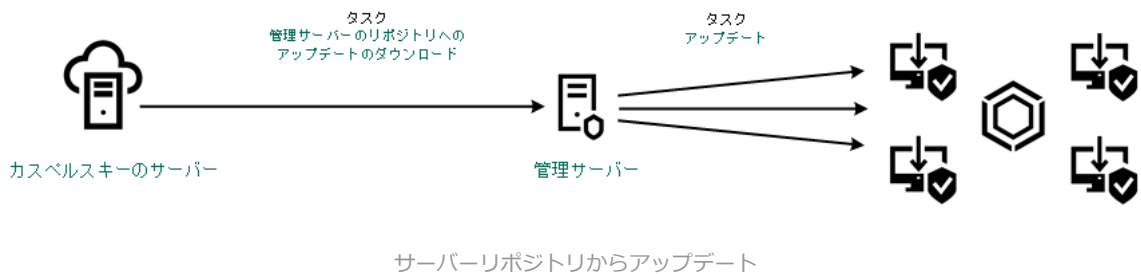 タスク
管理サーバーのリポジトリへの
アップデートのダウンロード
タスク
アップデート
カスペルスキーのサーバー
管理サーバー
サーバーリポジトリからアップデート